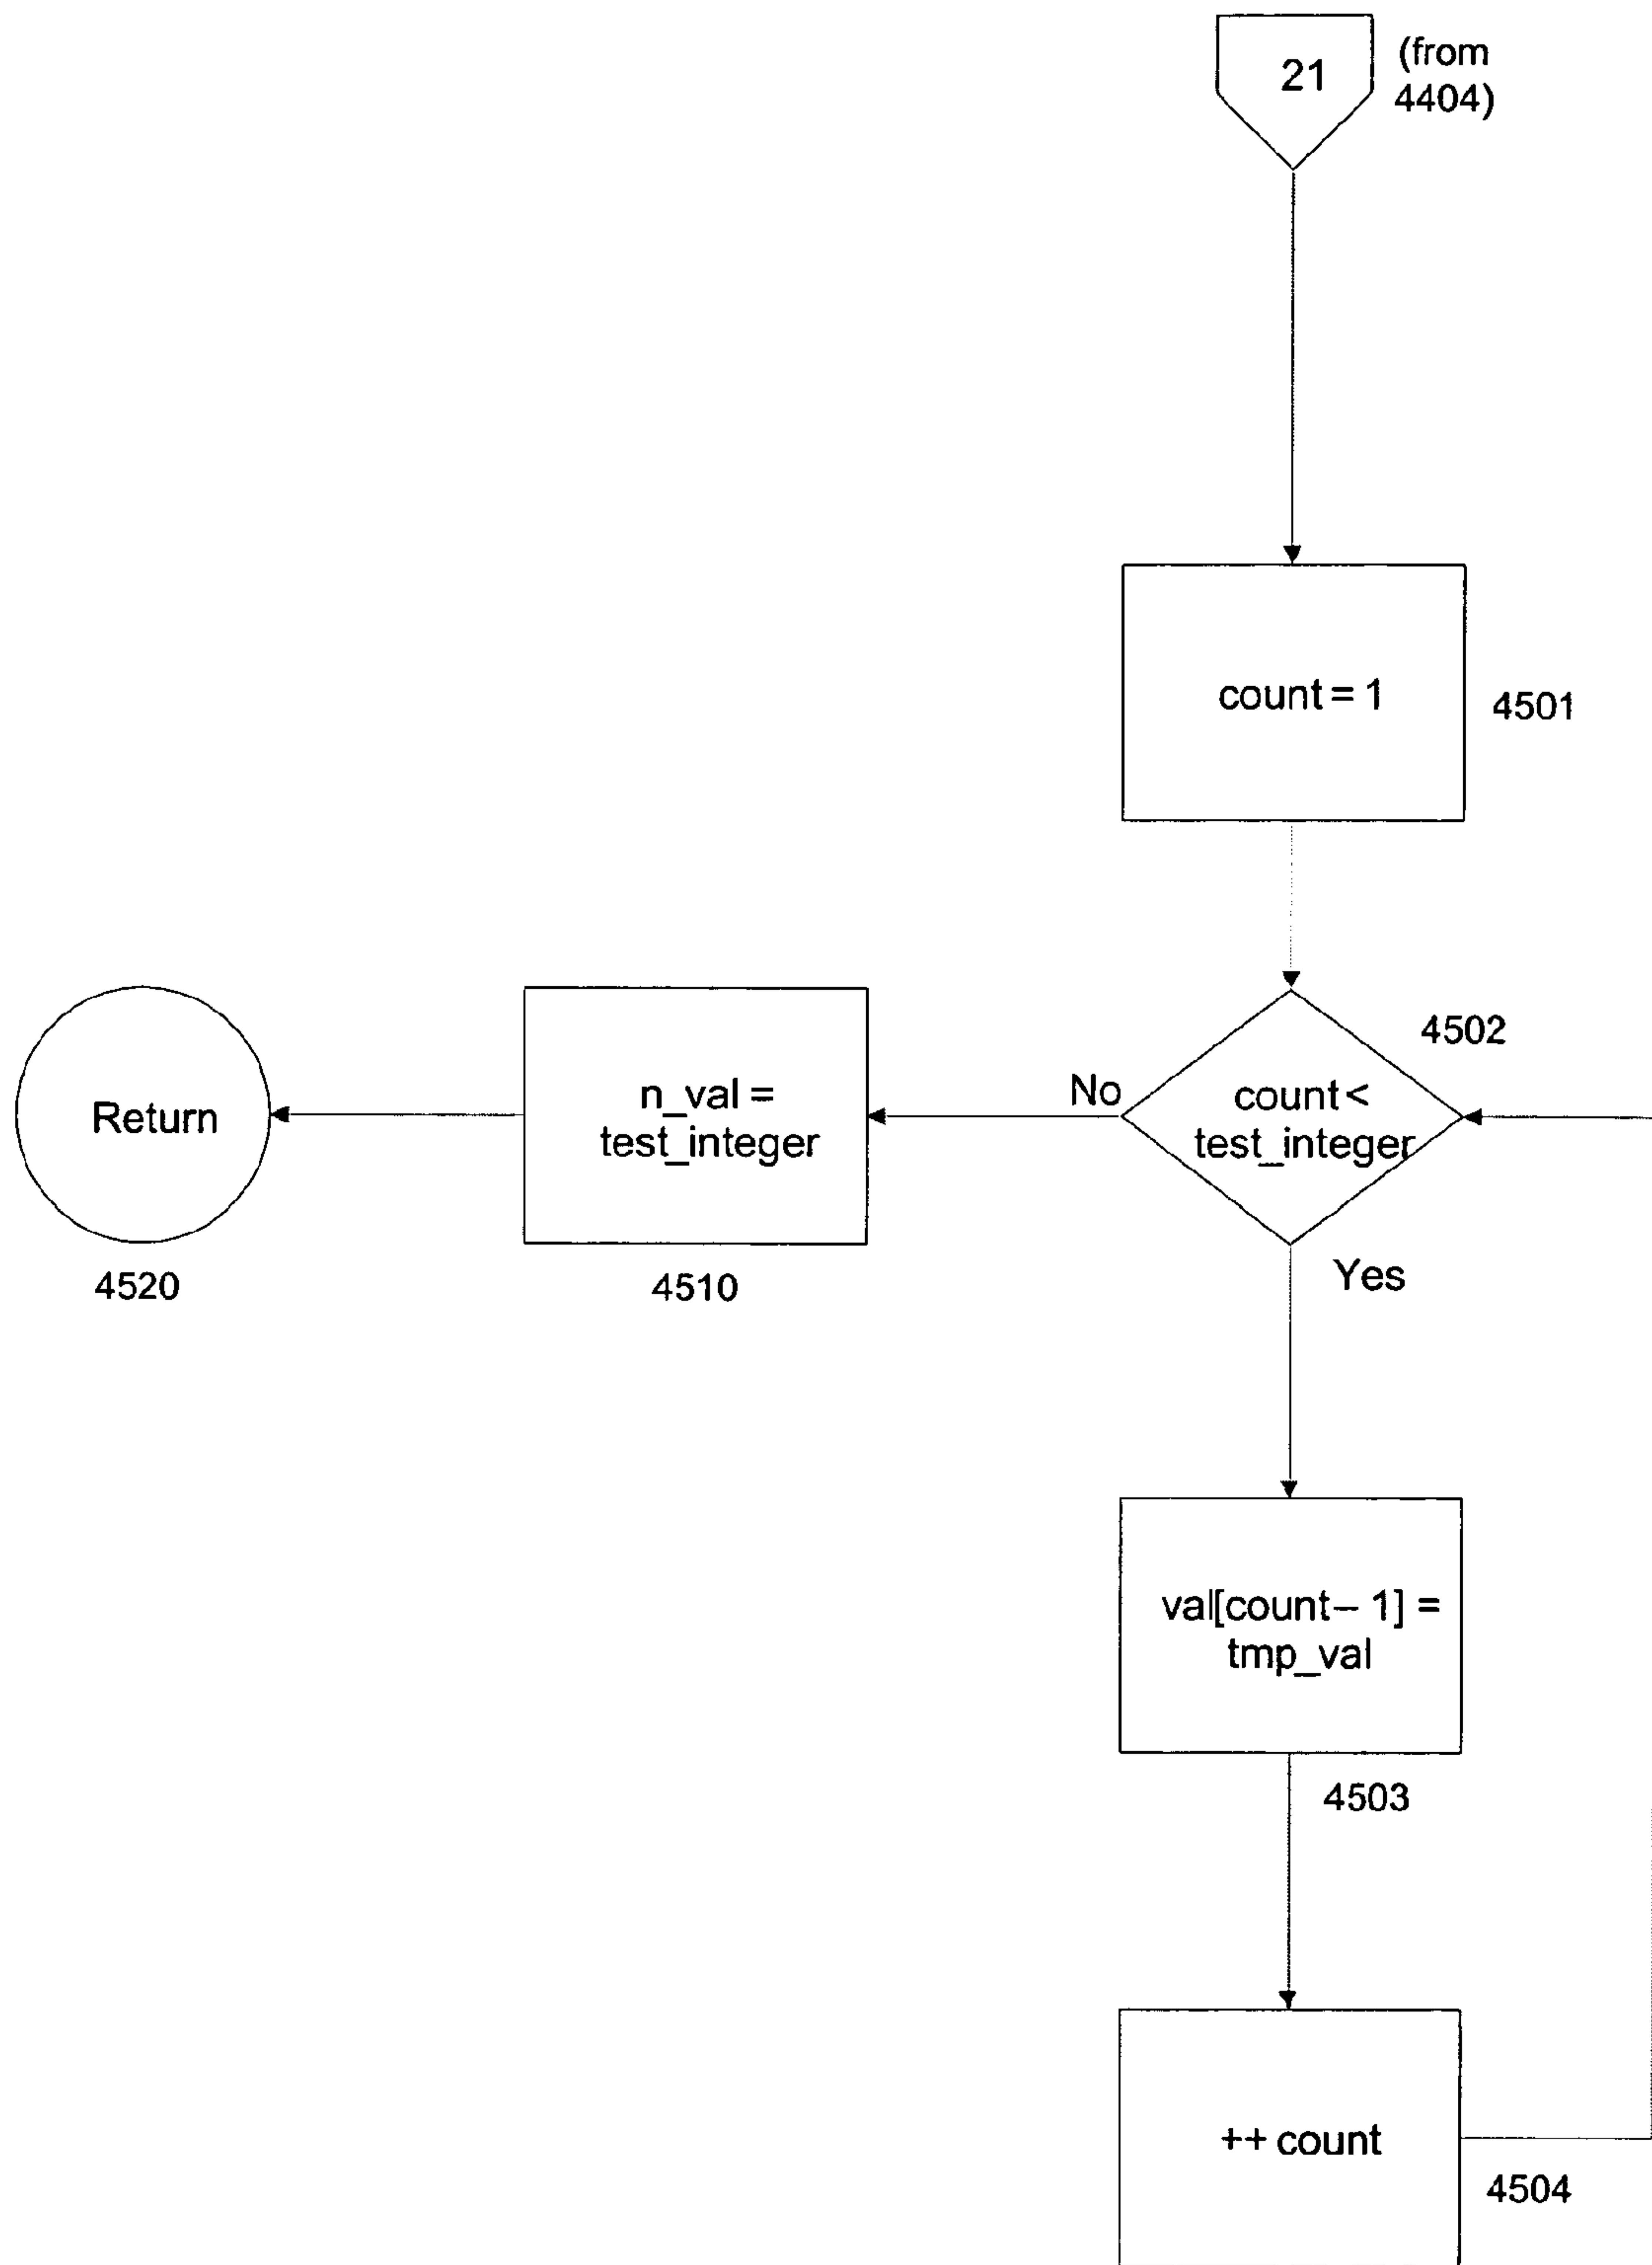 21
(from
4404)
count = 1
4501
4502
count <
test_integer
No
Yes
n_val =
test_integer
4510
Return
4520
val[count – 1] =
tmp_val
4503
++ count
4504